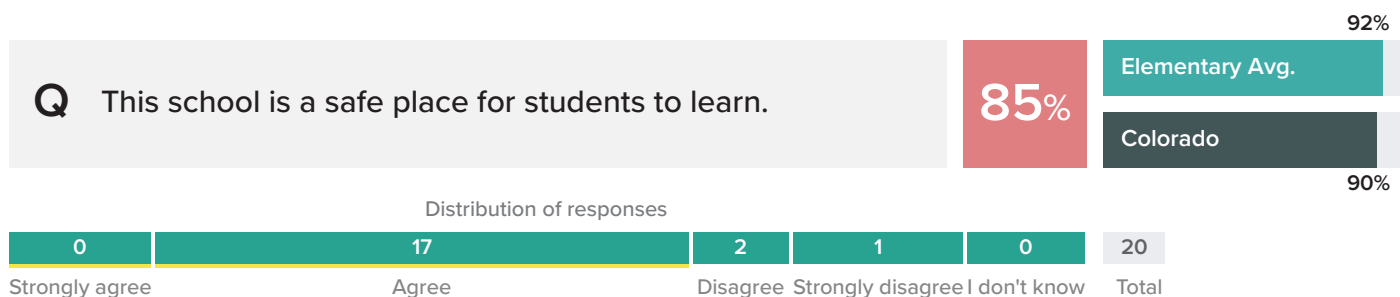 92%
Q This school is a safe place for students to learn.
85%
Elementary Avg.
Colorado
90%
Distribution of responses
0 17 2 1 0 20
Strongly agree Agree Disagree Strongly disagree I don't know Total